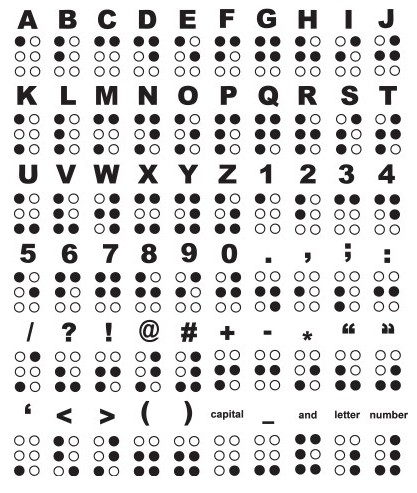 A B C D E F G H I J
K L M N O P Q R S T
U V W X Y Z 1 2 3 4
5 6 7 8 9 0 . , ; :
/ ? ! @ # + - * “ ”
‘ < > ( ) capital _ and letter number